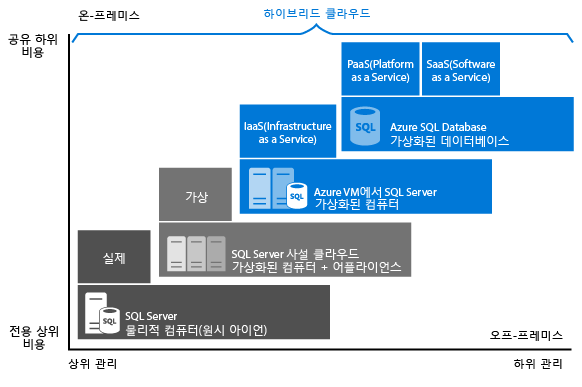 온-프레미스
하이브리드 클라우드
공유 하위
비용
PaaS(Platform
as a Service)
SaaS(Software
as a Service)
SQL
Azure SQL Database
가상화된 데이터베이스
IaaS(Infrastructure
as a Service)
SQL
Azure VM에서 SQL Server
가상화된 컴퓨터
가상
SQL Server 사설 클라우드
가상화된 컴퓨터 + 어플라이언스
실제
SQL
SQL Server
물리적 컴퓨터(원시 아이언)
전용 상위
비용
오프-프레미스
상위 관리
하위 관리